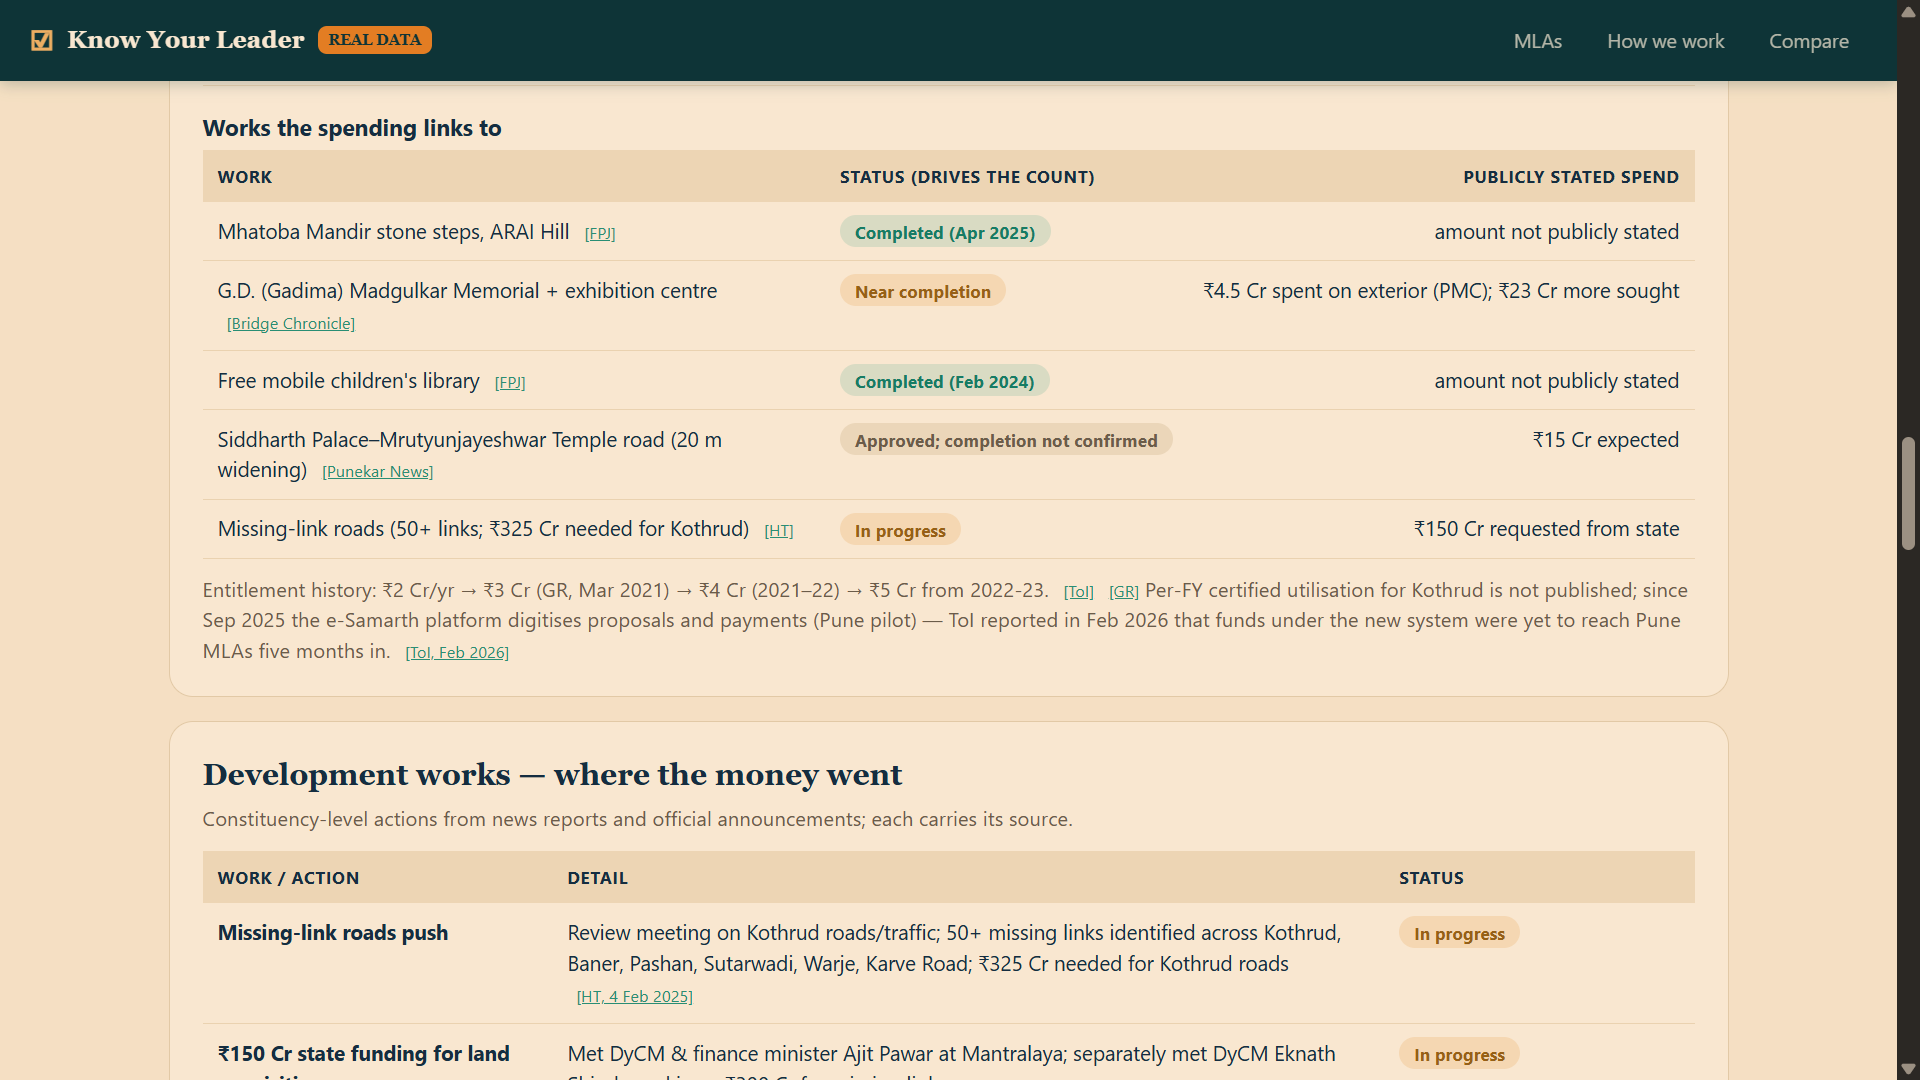 Know Your Leader REAL DATA
MLAs How we work Compare
Works the spending links to
WORK STATUS (DRIVES THE COUNT) PUBLICLY STATED SPEND
Mhatoba Mandir stone steps, ARAI Hill [FPJ] Completed (Apr 2025) amount not publicly stated
G.D. (Gadima) Madgulkar Memorial + exhibition centre Near completion ₹4.5 Cr spent on exterior (PMC); ₹23 Cr more sought
[Bridge Chronicle]
Free mobile children's library [FPJ] Completed (Feb 2024) amount not publicly stated
Siddharth Palace–Mrutyunjayeshwar Temple road (20 m Approved; completion not confirmed ₹15 Cr expected
widening) [Punekar News]
Missing-link roads (50+ links; ₹325 Cr needed for Kothrud) [HT] In progress ₹150 Cr requested from state
Entitlement history: ₹2 Cr/yr → ₹3 Cr (GR, Mar 2021) → ₹4 Cr (2021–22) → ₹5 Cr from 2022-23. [ToI] [GR] Per-FY certified utilisation for Kothrud is not published; since
Sep 2025 the e-Samarth platform digitises proposals and payments (Pune pilot) — ToI reported in Feb 2026 that funds under the new system were yet to reach Pune
MLAs five months in. [ToI, Feb 2026]
Development works — where the money went
Constituency-level actions from news reports and official announcements; each carries its source.
WORK / ACTION DETAIL STATUS
Missing-link roads push Review meeting on Kothrud roads/traffic; 50+ missing links identified across Kothrud, In progress
Baner, Pashan, Sutarwadi, Warje, Karve Road; ₹325 Cr needed for Kothrud roads
[HT, 4 Feb 2025]
₹150 Cr state funding for land Met DyCM & finance minister Ajit Pawar at Mantralaya; separately met DyCM Eknath In progress